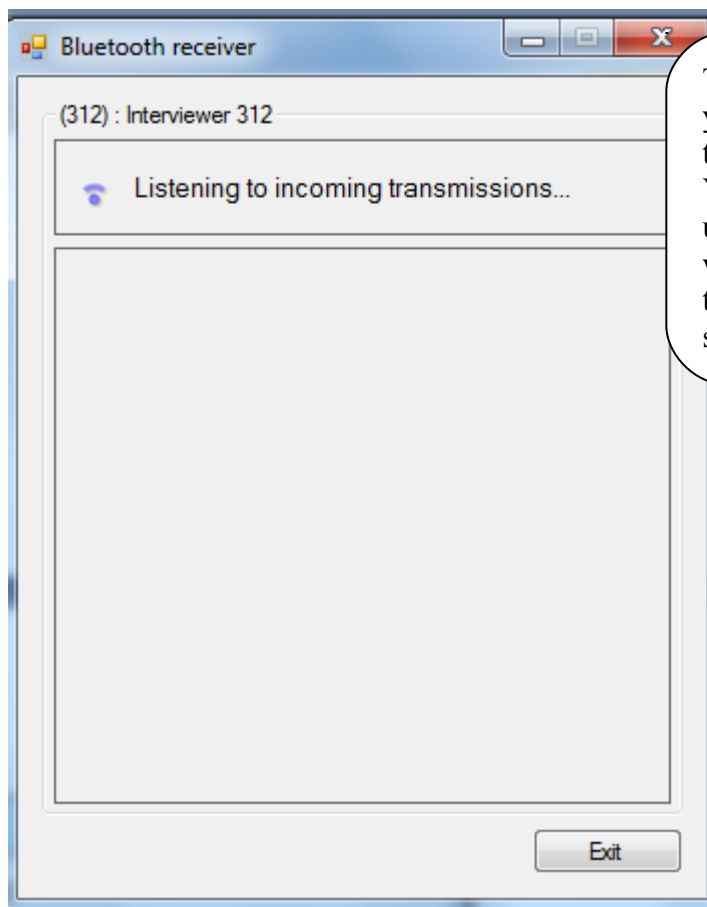 Bluetooth receiver
(312) : Interviewer 312
Listening to incoming transmissions...
Exit